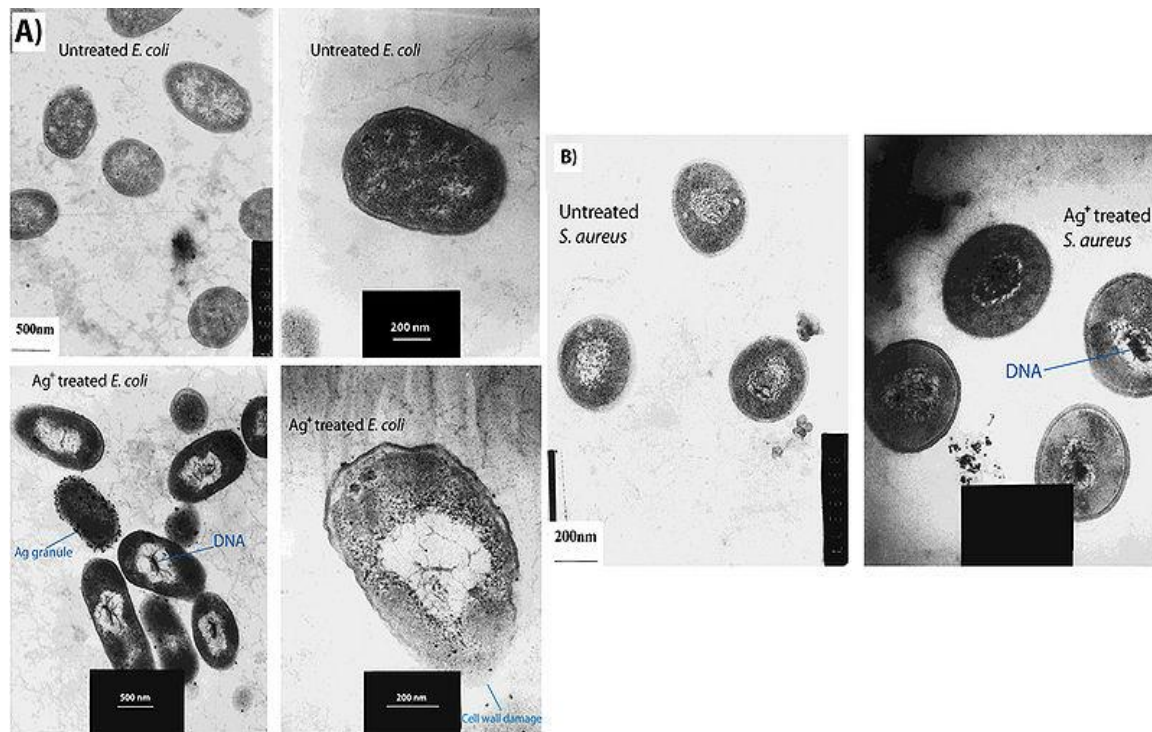 A)
Untreated E. coli
500nm
Untreated E. coli
200 nm
Ag⁺ treated E. coli
Ag granule
DNA
500 nm
Ag⁺ treated E. coli
200 nm
Cell wall damage
B)
Untreated
S. aureus
200nm
Ag⁺ treated
S. aureus
DNA